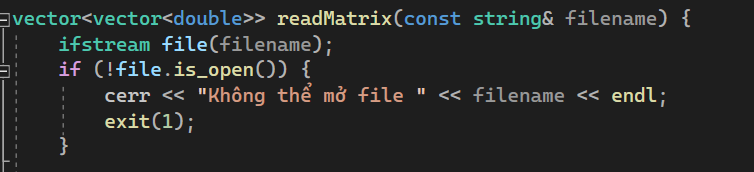 vector<vector<double>> readMatrix(const string& filename) {
ifstream file(filename);
if (!file.is_open()) {
cerr << "Không thể mở file " << filename << endl;
exit(1);
}